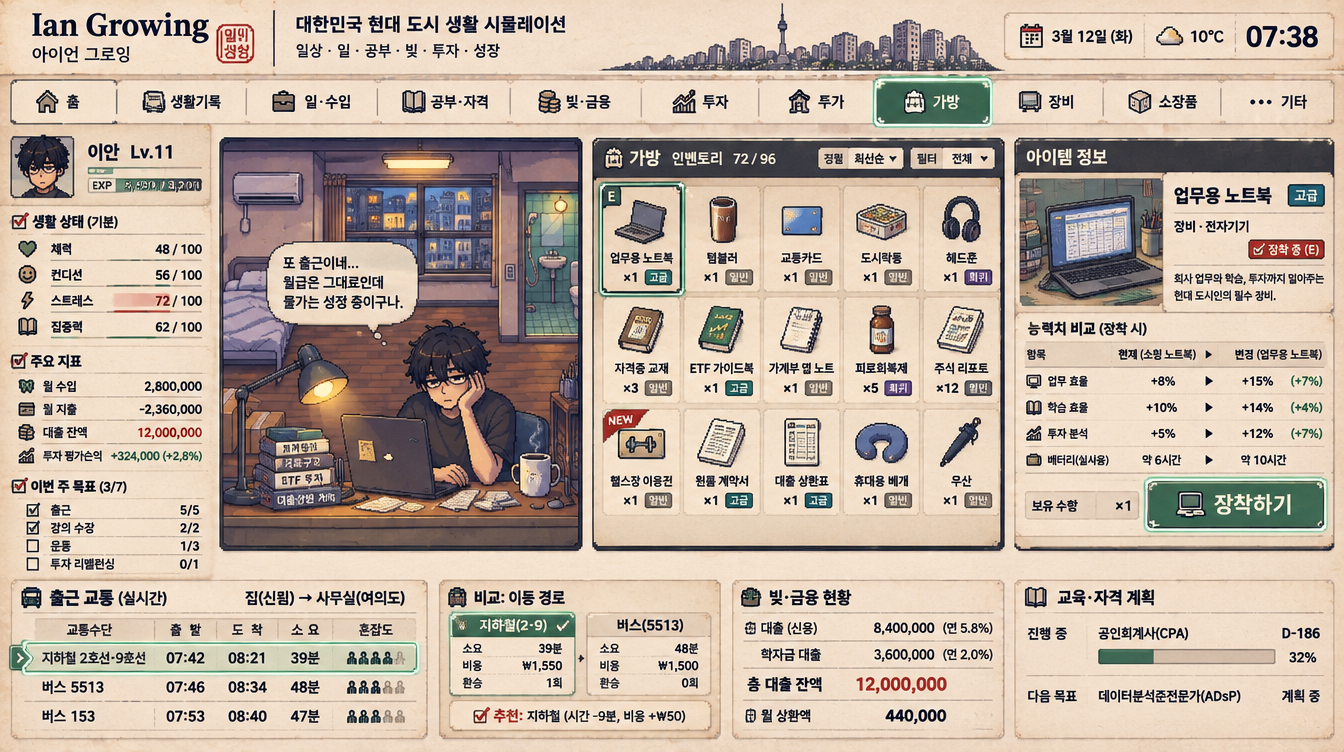 Ian Growing
아이언 그로잉
대한민국 현대 도시 생활 시뮬레이션
일상 · 일 · 공부 · 빚 · 투자 · 성장
3월 12일 (화)
10°C
07:38
홈
생활기록
일·수입
공부·자격
빚·금융
투자
투가
가방
장비
소장품
••• 기타
이안 Lv.11
EXP
생활 상태 (기분)
체력 48 / 100
컨디션 56 / 100
스트레스 72 / 100
집중력 62 / 100
주요 지표
월 수입 2,800,000
월 지출 -2,360,000
대출 잔액 12,000,000
투자 평가손익 +324,000 (+2,8%)
이번 주 목표 (3/7)
출근 5/5
강의 수강 2/2
운동 1/3
투자 리밸런싱 0/1
또 출근이네...
월급은 그대로인데
물가는 성장 중이구나.
ETF 투자
가방 인벤토리 72 / 96
최신순 ▼
필터 전체 ▼
E
업무용 노트북
×1 고급
텀블러
×1 일반
교통카드
×1 일반
도시락통
×1 일반
헤드훈
×1
자격증 교재
×3 일반
ETF 가이드북
×1 고급
가계부 앱 노트
×1 일반
피로회복제
×5
주식 리포트
×12 일반
NEW
헬스장 이용전
×1 일반
원룸 계약서
×1 고급
대출 상환표
×1 고급
휴대용 베개
×1 일반
우산
×1 일반
아이템 정보
업무용 노트북 고급
장비 · 전자기기
장착 중 (E)
회사 업무와 학습, 투자까지 밀어주는
현대 도시인의 필수 장비.
능력치 비교 (장착 시)
항목 현재 (소형 노트북) ▶ 변경 (업무용 노트북)
업무 효율 +8% ▶ +15% (+7%)
학습 효율 +10% ▶ +14% (+4%)
투자 분석 +5% ▶ +12% (+7%)
배터리(실사용) 약 6시간 ▶ 약 10시간
보유 수량 ×1
장착하기
출근 교통 (실시간) 집(신림) → 사무실(여의도)
교통수단 출 발 도 착 소 요 혼잡도
지하철 2호선·9호선 07:42 08:21 39분
버스 5513 07:46 08:34 48분
버스 153 07:53 08:40 47분
비교: 이동 경로
지하철(2·9)
소요 39분
비용 ₩1,550
환승 1회
버스(5513)
소요 48분
비용 ₩1,500
환승 0회
추천: 지하철 (시간 -9분, 비용 +₩50)
빚·금융 현황
대출 (신용) 8,400,000 (연 5.8%)
학자금 대출 3,600,000 (연 2.0%)
총 대출 잔액 12,000,000
월 상환액 440,000
교육·자격 계획
진행 중 공인회계사(CPA) D-186
32%
다음 목표 데이터분석준전문가(ADsP) 계획 중